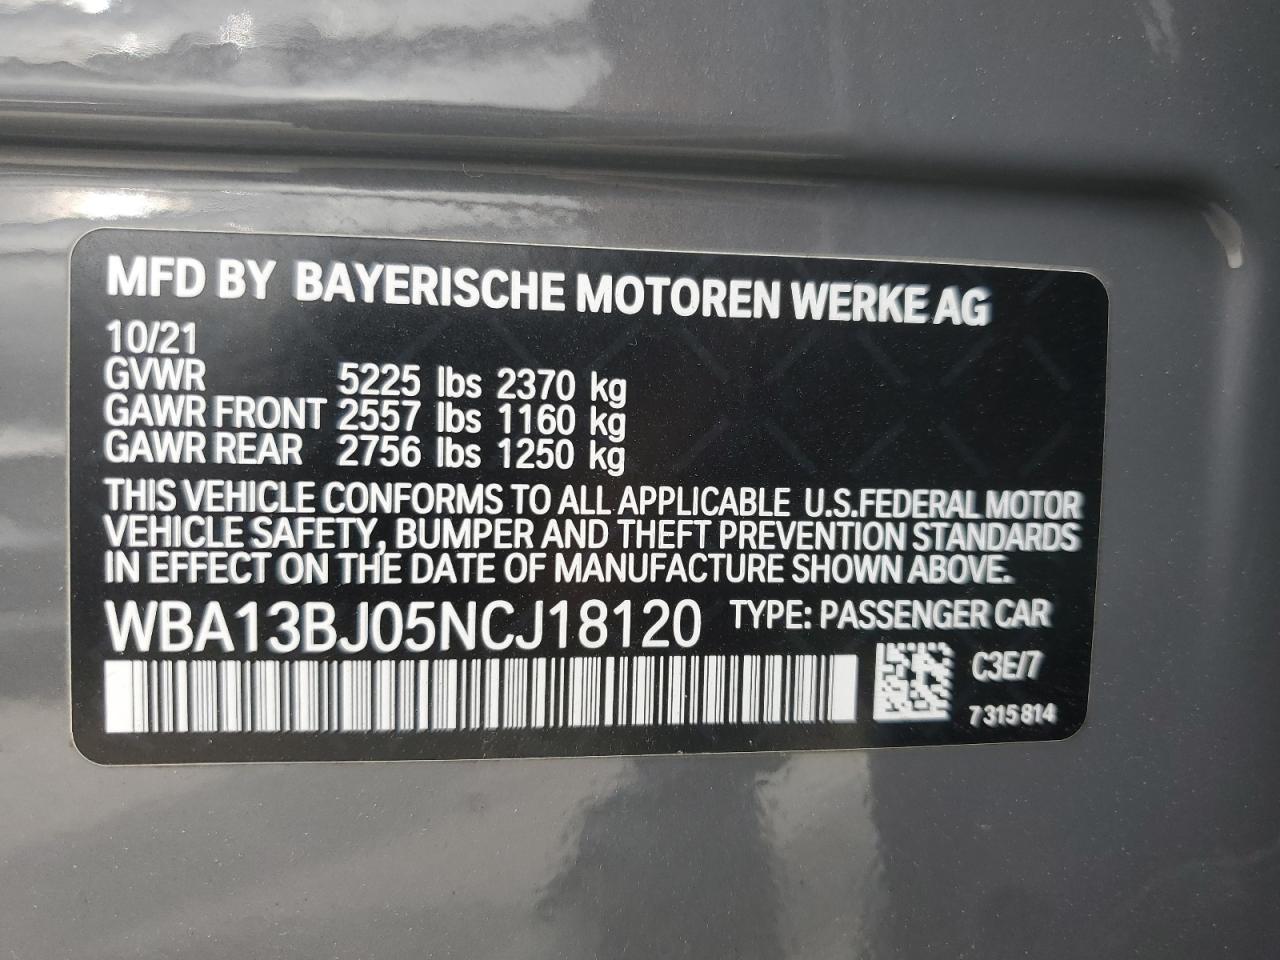 MFD BY BAYERISCHE MOTOREN WERKE AG
10/21
GVWR 5225 lbs 2370 kg
GAWR FRONT 2557 lbs 1160 kg
GAWR REAR 2756 lbs 1250 kg
THIS VEHICLE CONFORMS TO ALL APPLICABLE U.S.FEDERAL MOTOR
VEHICLE SAFETY, BUMPER AND THEFT PREVENTION STANDARDS
IN EFFECT ON THE DATE OF MANUFACTURE SHOWN ABOVE.
WBA13BJ05NCJ18120 TYPE: PASSENGER CAR
C3E/7
7 315 814